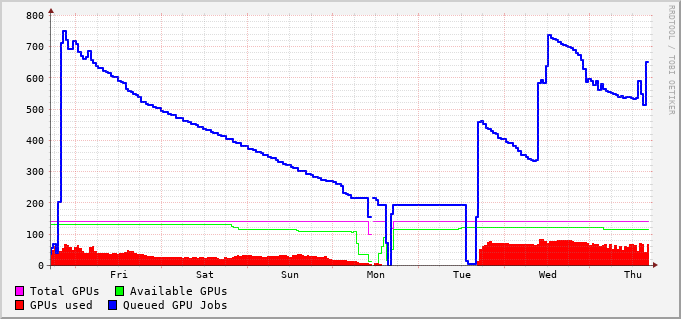 800
700
600
500
400
300
200
100
0
Fri Sat Sun Mon Tue Wed Thu
Total GPUs Available GPUs
GPUs used Queued GPU Jobs
RRDTOOL / TOBI OETIKER